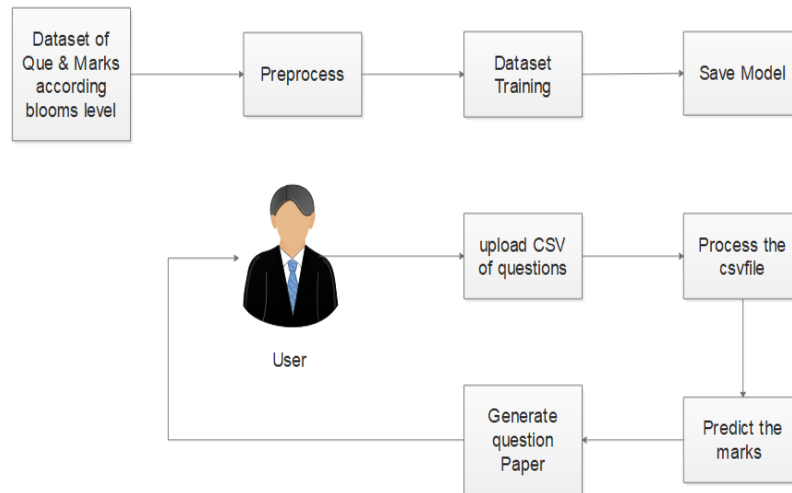 Dataset of
Que & Marks
according
blooms level
Preprocess
Dataset
Training
Save Model
User
upload CSV
of questions
Process the
csvfile
Generate
question
Paper
Predict the
marks